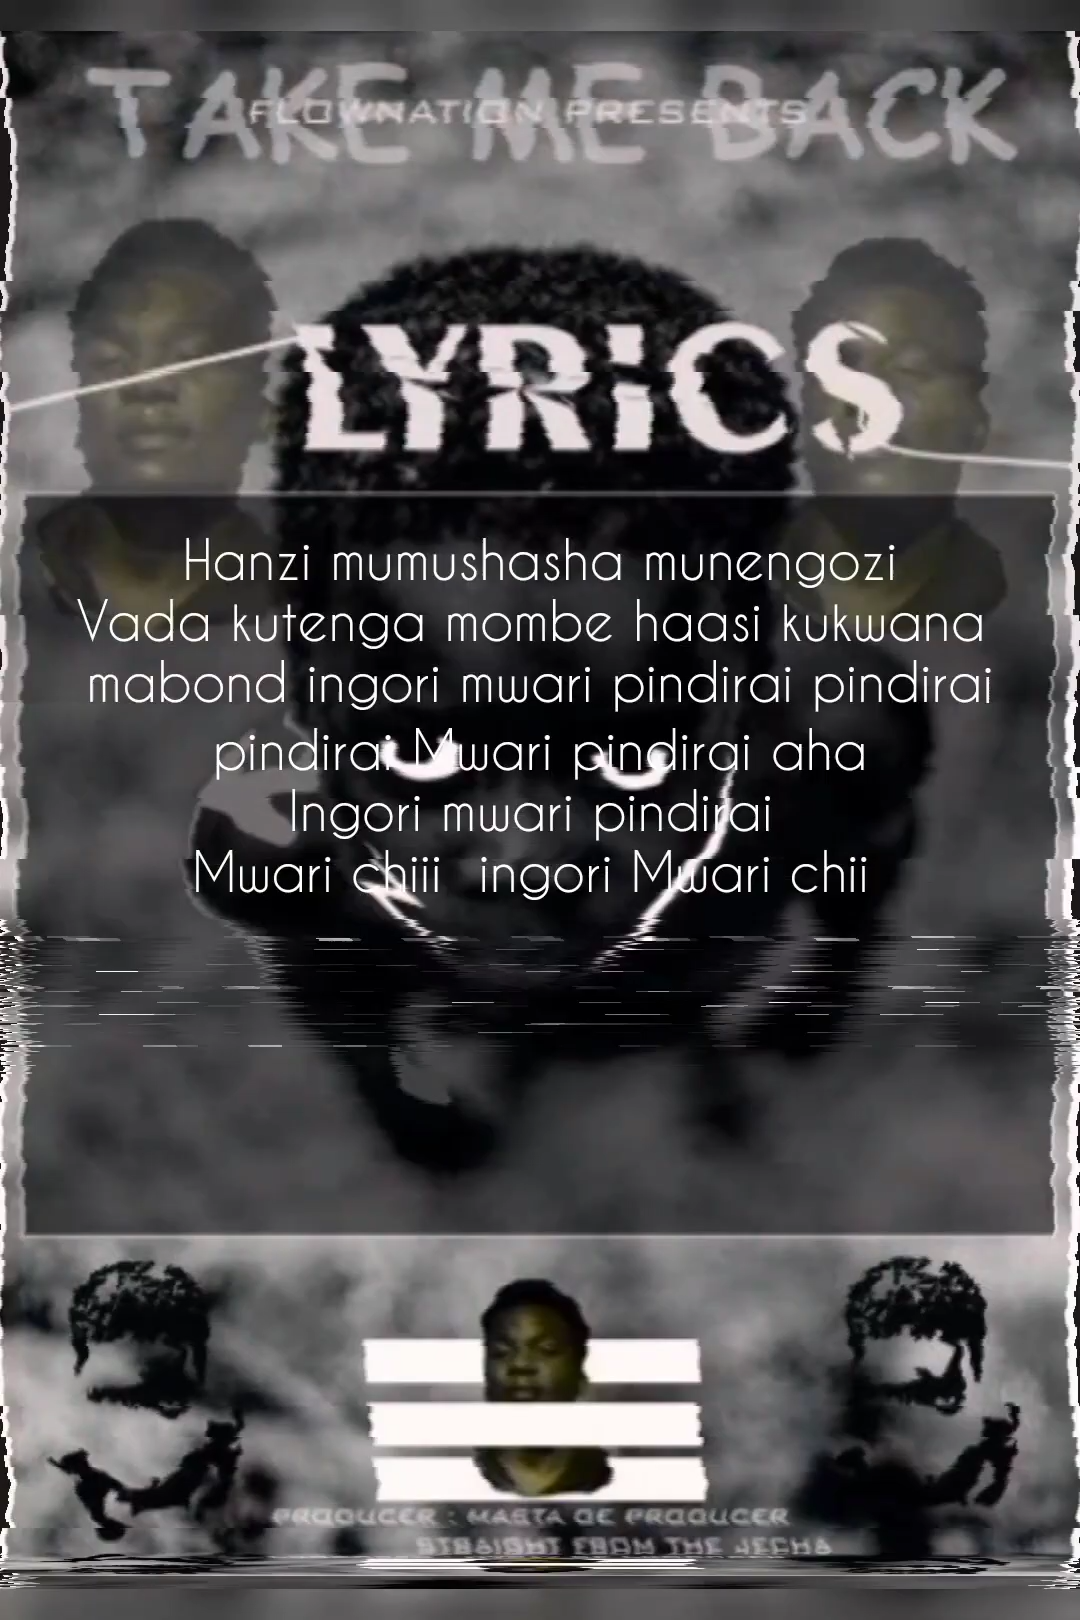 TAKE ME BACK
FLOWNATION PRESENTS
LYRiCS
Hanzi mumushasha munengozi
Vada kutenga mombe haasi kukwana
mabond ingori mwari pindirai pindirai
pindirai Mwari pindirai aha
Ingori mwari pindirai
Mwari chiii ingori Mwari chii
PRODUCER : MASTA DE PRODUCER
STRAIGHT FROM THE